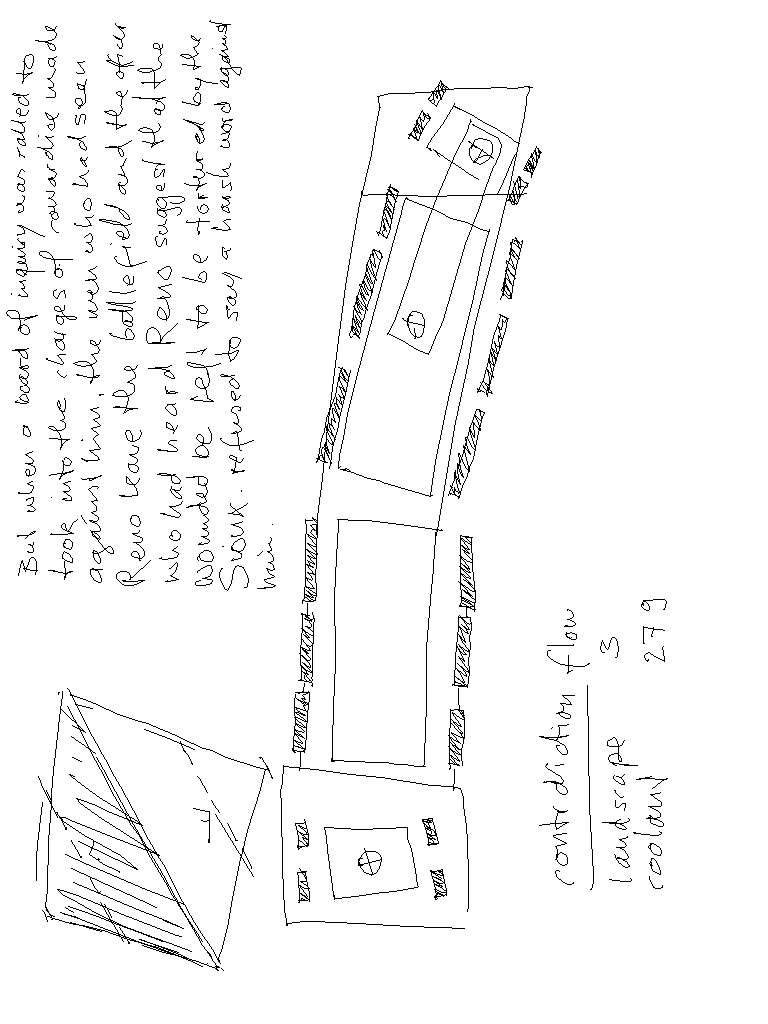 But when a board of inquiry was called to
look into the charges of cowardise made
against him, the men who had seen
Reno leave the battlefield and the officer
who had heard Reno suggest that the
wounded be left to be tortured by the
Sioux. refused to say a harsh word against
him.
contradiction flow
landscape 3
coolant 279